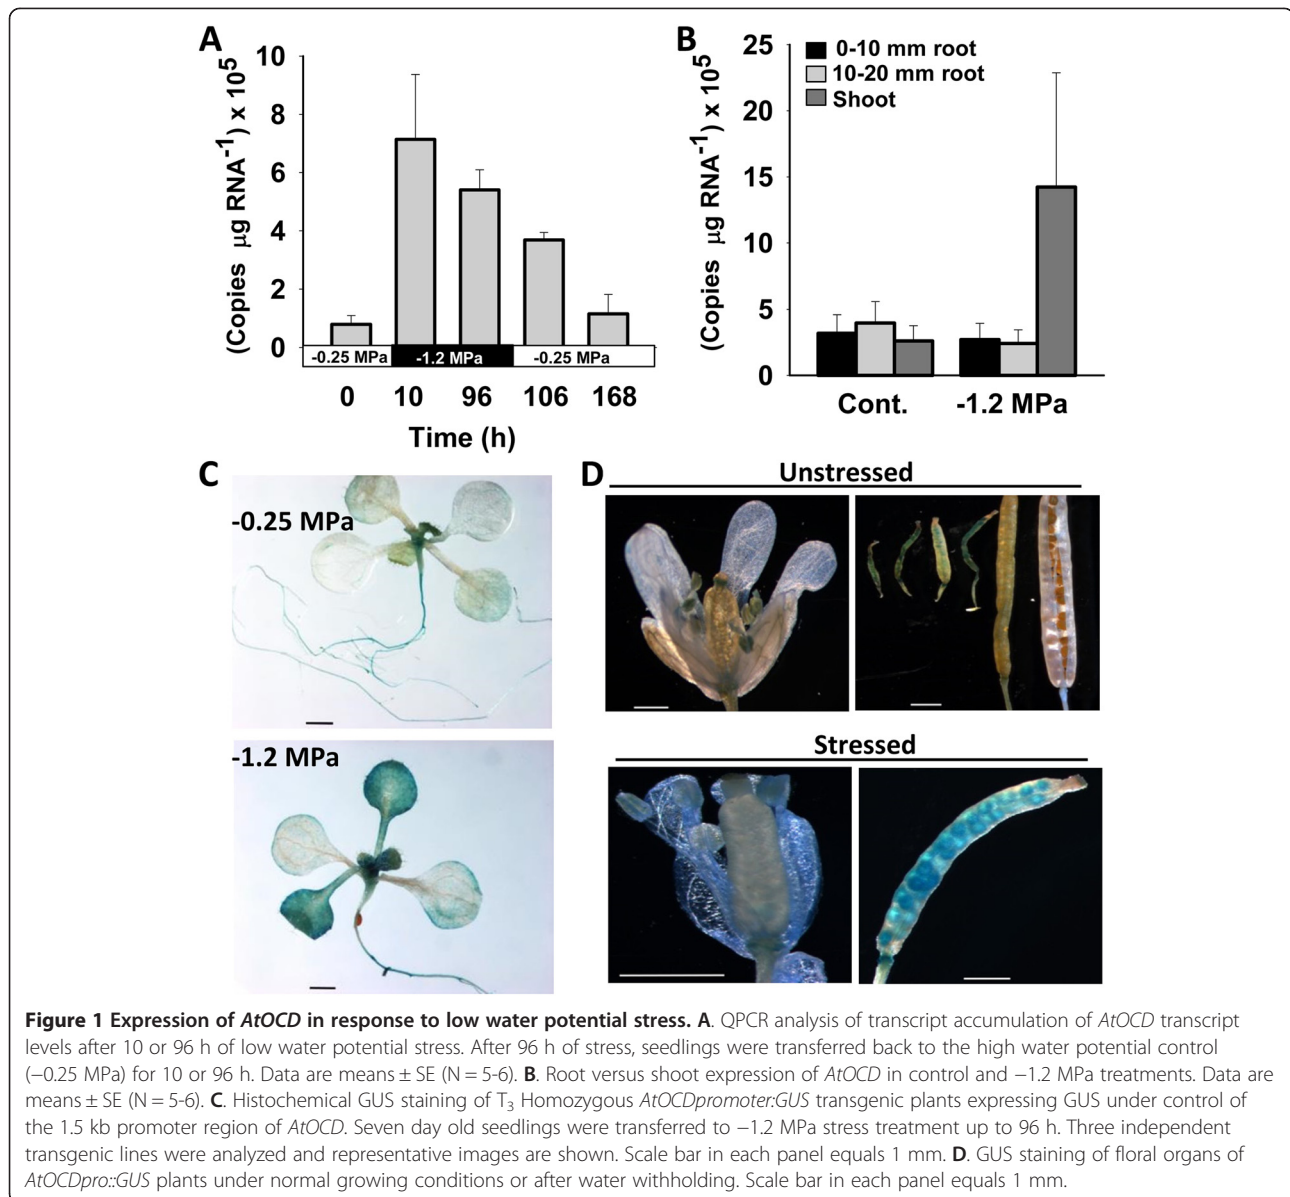 A
10
8
6
4
2
0
(Copies µg RNA⁻¹) x 10⁵
-0.25 MPa
-1.2 MPa
-0.25 MPa
0 10 96 106 168
Time (h)
B
25
20
15
10
5
0
(Copies µg RNA⁻¹) x 10⁵
0-10 mm root
10-20 mm root
Shoot
Cont. -1.2 MPa
C
-0.25 MPa
-1.2 MPa
D
Unstressed
Stressed
Figure 1 Expression of AtOCD in response to low water potential stress. A. QPCR analysis of transcript accumulation of AtOCD transcript
levels after 10 or 96 h of low water potential stress. After 96 h of stress, seedlings were transferred back to the high water potential control
(−0.25 MPa) for 10 or 96 h. Data are means ± SE (N = 5-6). B. Root versus shoot expression of AtOCD in control and −1.2 MPa treatments. Data are
means ± SE (N = 5-6). C. Histochemical GUS staining of T₃ Homozygous AtOCDpromoter:GUS transgenic plants expressing GUS under control of
the 1.5 kb promoter region of AtOCD. Seven day old seedlings were transferred to −1.2 MPa stress treatment up to 96 h. Three independent
transgenic lines were analyzed and representative images are shown. Scale bar in each panel equals 1 mm. D. GUS staining of floral organs of
AtOCDpro::GUS plants under normal growing conditions or after water withholding. Scale bar in each panel equals 1 mm.